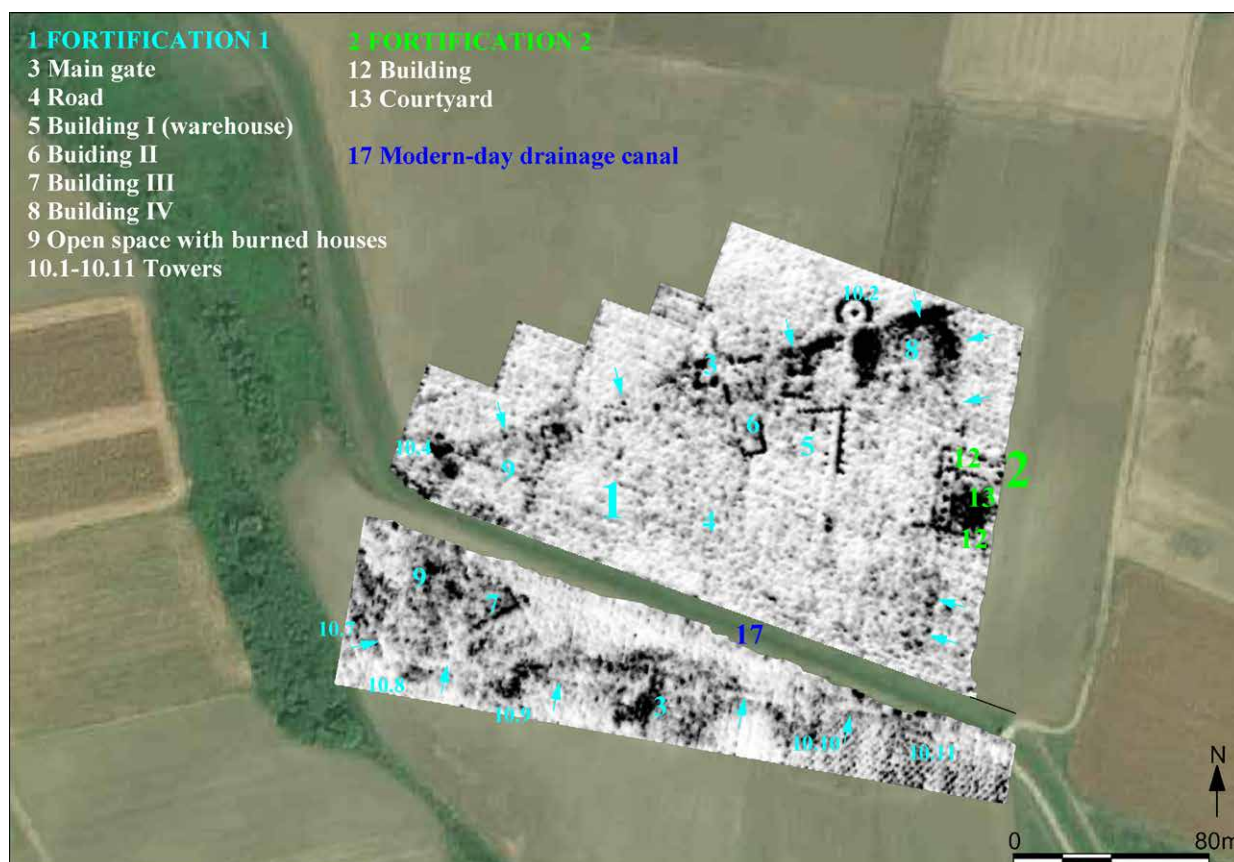 1 FORTIFICATION 1
3 Main gate
4 Road
5 Building I (warehouse)
6 Buiding II
7 Building III
8 Building IV
9 Open space with burned houses
10.1-10.11 Towers
2 FORTIFICATION 2
12 Building
13 Courtyard
17 Modern-day drainage canal
10.2
8
3
6
5
10.4
9
1
4
12
2
13
12
9
7
17
10.7
10.8
10.9
3
10.10
10.11
N
0 80m